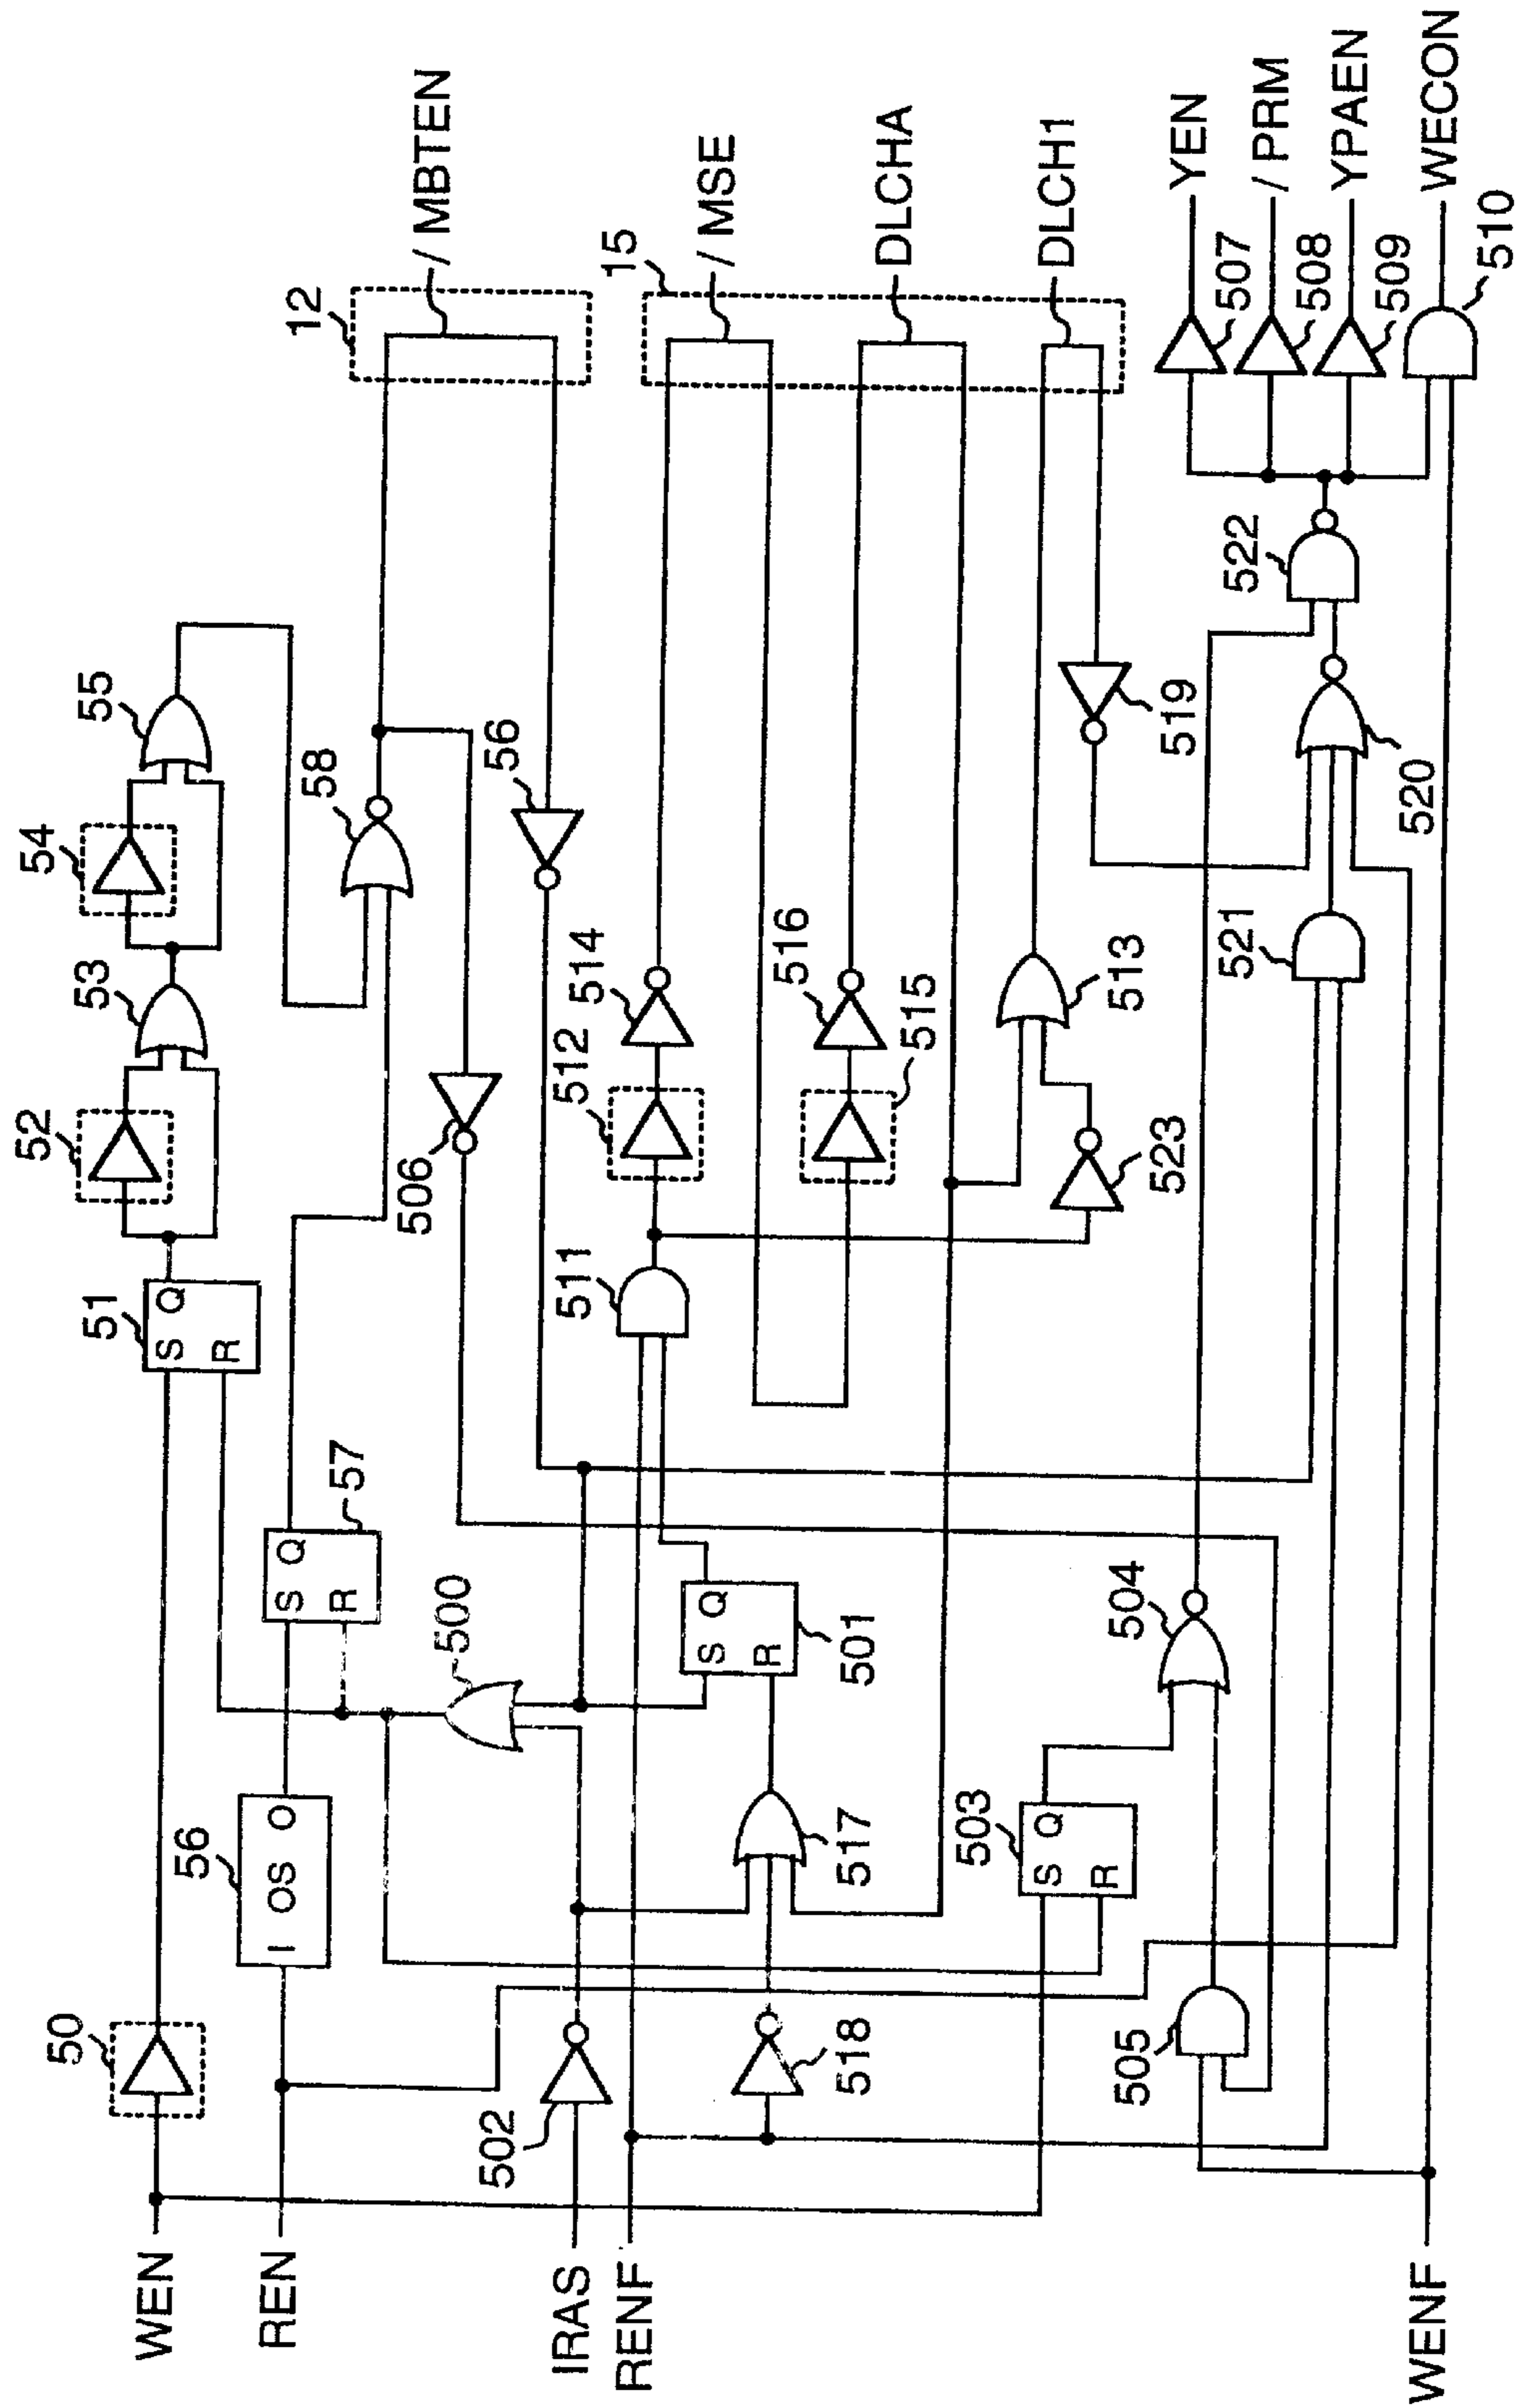 WEN
REN
IRAS
RENF
WENF
50
51
S Q
R
52
53
54
55
56
I OS O
57
S Q
R
58
12
/ MBTEN
500
502
506
56
501
S Q
R
511
512
514
15
/ MSE
515
516
DLCHA
517
518
523
513
519
DLCH1
503
S Q
R
504
505
521
520
522
507
YEN
508
/ PRM
509
YPAEN
510
WECON